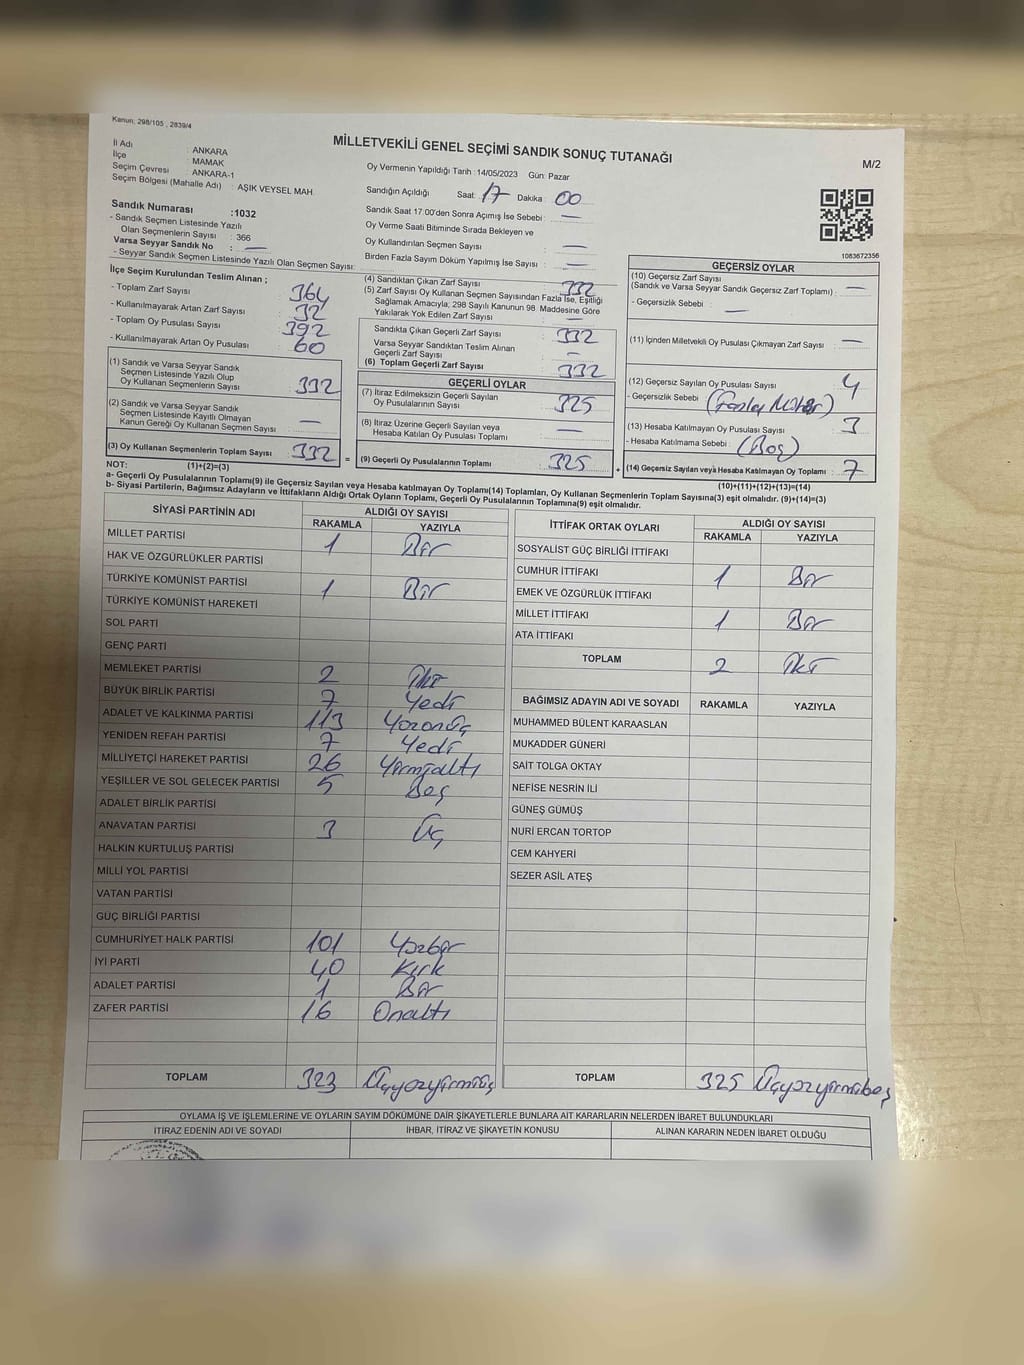 Kanun; 298/105 , 2839/4
MİLLETVEKİLİ GENEL SEÇİMİ SANDIK SONUÇ TUTANAĞI
M/2
İl Adı : ANKARA
İlçe : MAMAK
Seçim Çevresi : ANKARA-1
Seçim Bölgesi (Mahalle Adı) : AŞIK VEYSEL MAH.
Oy Vermenin Yapıldığı Tarih : 14/05/2023 Gün: Pazar
Sandığın Açıldığı Saat: 17 Dakika : 00
Sandık Saat 17:00'den Sonra Açımış İse Sebebi : —
Oy Verme Saati Bitiminde Sırada Bekleyen ve
Oy Kullandırılan Seçmen Sayısı : —
Birden Fazla Sayım Döküm Yapılmış İse Sayısı : —
1083672356
Sandık Numarası :1032
- Sandık Seçmen Listesinde Yazılı
Olan Seçmenlerin Sayısı : 366
Varsa Seyyar Sandık No : —
- Seyyar Sandık Seçmen Listesinde Yazılı Olan Seçmen Sayısı:
İlçe Seçim Kurulundan Teslim Alınan ;
- Toplam Zarf Sayısı : 364
- Kullanılmayarak Artan Zarf Sayısı : 32
- Toplam Oy Pusulası Sayısı : 392
- Kullanılmayarak Artan Oy Pusulası : 60
(1) Sandık ve Varsa Seyyar Sandık
Seçmen Listesinde Yazılı Olup
Oy Kullanan Seçmenlerin Sayısı : 332
(2) Sandık ve Varsa Seyyar Sandık
Seçmen Listesinde Kayıtlı Olmayan
Kanun Gereği Oy Kullanan Seçmen Sayısı : —
(3) Oy Kullanan Seçmenlerin Toplam Sayısı : 332 =
(1)+(2)=(3)
(4) Sandıktan Çıkan Zarf Sayısı : 332
(5) Zarf Sayısı Oy Kullanan Seçmen Sayısından Fazla İse, Eşitliği
Sağlamak Amacıyla; 298 Sayılı Kanunun 98. Maddesine Göre
Yakılarak Yok Edilen Zarf Sayısı : —
Sandıkta Çıkan Geçerli Zarf Sayısı : 332
Varsa Seyyar Sandıktan Teslim Alınan
Geçerli Zarf Sayısı : —
(6) Toplam Geçerli Zarf Sayısı : 332
GEÇERLİ OYLAR
(7) İtiraz Edilmeksizin Geçerli Sayılan
Oy Pusulalarının Sayısı : 325
(8) İtiraz Üzerine Geçerli Sayılan veya
Hesaba Katılan Oy Pusulası Toplamı : —
(9) Geçerli Oy Pusulalarının Toplamı : 325 +
GEÇERSİZ OYLAR
(10) Geçersiz Zarf Sayısı
(Sandık ve Varsa Seyyar Sandık Geçersiz Zarf Toplamı) : —
- Geçersizlik Sebebi : —
(11) İçinden Milletvekili Oy Pusulası Çıkmayan Zarf Sayısı : —
(12) Geçersiz Sayılan Oy Pusulası Sayısı : 4
- Geçersizlik Sebebi : (Fazla Mühür)
(13) Hesaba Katılmayan Oy Pusulası Sayısı : 3
- Hesaba Katılmama Sebebi : (Boş)
(14) Geçersiz Sayılan veya Hesaba Katılmayan Oy Toplamı : 7
(10)+(11)+(12)+(13)=(14)
NOT:
a- Geçerli Oy Pusulalarının Toplamı(9) ile Geçersiz Sayılan veya Hesaba Katılmayan Oy Toplamı(14) Toplamları, Oy Kullanan Seçmenlerin Toplam Sayısına(3) eşit olmalıdır. (9)+(14)=(3)
b- Siyasi Partilerin, Bağımsız Adayların ve İttifakların Aldığı Ortak Oyların Toplamı, Geçerli Oy Pusulalarının Toplamına(9) eşit olmalıdır.
SİYASİ PARTİNİN ADI ALDIĞI OY SAYISI
RAKAMLA YAZIYLA
MİLLET PARTİSİ 1 Bir
HAK VE ÖZGÜRLÜKLER PARTİSİ
TÜRKİYE KOMÜNİST PARTİSİ 1 Bir
TÜRKİYE KOMÜNİST HAREKETİ
SOL PARTİ
GENÇ PARTİ
MEMLEKET PARTİSİ 2 İki
BÜYÜK BİRLİK PARTİSİ 7 Yedi
ADALET VE KALKINMA PARTİSİ 113 Yüzonüç
YENİDEN REFAH PARTİSİ 7 Yedi
MİLLİYETÇİ HAREKET PARTİSİ 26 Yirmialtı
YEŞİLLER VE SOL GELECEK PARTİSİ 5 Beş
ADALET BİRLİK PARTİSİ
ANAVATAN PARTİSİ 3 Üç
HALKIN KURTULUŞ PARTİSİ
MİLLİ YOL PARTİSİ
VATAN PARTİSİ
GÜÇ BİRLİĞİ PARTİSİ
CUMHURİYET HALK PARTİSİ 101 Yüzbir
İYİ PARTİ 40 Kırk
ADALET PARTİSİ 1 Bir
ZAFER PARTİSİ 16 Onaltı
TOPLAM 323 Üçyüzyirmiüç
İTTİFAK ORTAK OYLARI ALDIĞI OY SAYISI
RAKAMLA YAZIYLA
SOSYALİST GÜÇ BİRLİĞİ İTTİFAKI
CUMHUR İTTİFAKI 1 Bir
EMEK VE ÖZGÜRLÜK İTTİFAKI
MİLLET İTTİFAKI 1 Bir
ATA İTTİFAKI
TOPLAM 2 İki
BAĞIMSIZ ADAYIN ADI VE SOYADI RAKAMLA YAZIYLA
MUHAMMED BÜLENT KARAASLAN
MUKADDER GÜNERİ
SAİT TOLGA OKTAY
NEFİSE NESRİN İLİ
GÜNEŞ GÜMÜŞ
NURİ ERCAN TORTOP
CEM KAHYERİ
SEZER ASİL ATEŞ
TOPLAM 325 Üçyüzyirmibeş
OYLAMA İŞ VE İŞLEMLERİNE VE OYLARIN SAYIM DÖKÜMÜNE DAİR ŞİKAYETLERLE BUNLARA AİT KARARLARIN NELERDEN İBARET BULUNDUKLARI
İTİRAZ EDENİN ADI VE SOYADI İHBAR, İTİRAZ VE ŞİKAYETİN KONUSU ALINAN KARARIN NEDEN İBARET OLDUĞU